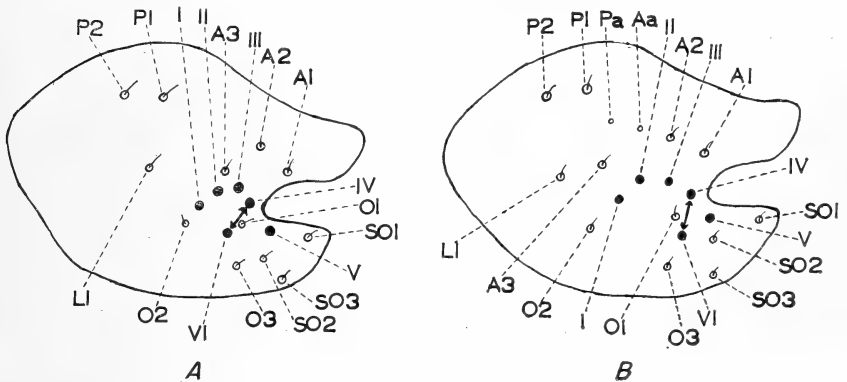 P2 P1 I II A3 III A2 A1
IV
O1
SO1
L1 O2 VI O3 SO2 SO3 V
A
P2 P1 Pa Aa II A2 III A1
IV
SO1
V
SO2
L1 A3 O2 I O1 O3 VI SO3
B